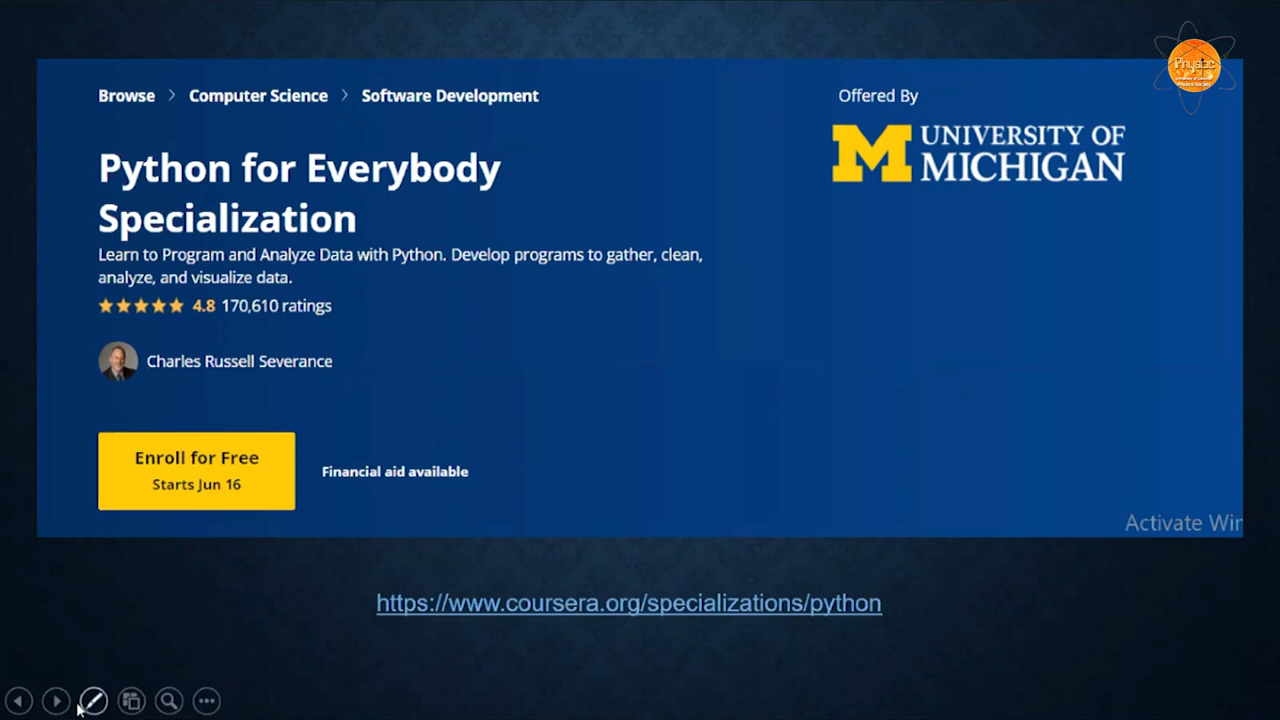 Browse > Computer Science > Software Development
Offered By
UNIVERSITY OF
MICHIGAN
Python for Everybody
Specialization
Learn to Program and Analyze Data with Python. Develop programs to gather, clean,
analyze, and visualize data.
4.8 170,610 ratings
Charles Russell Severance
Enroll for Free
Starts Jun 16
Financial aid available
Activate Wi
https://www.coursera.org/specializations/python